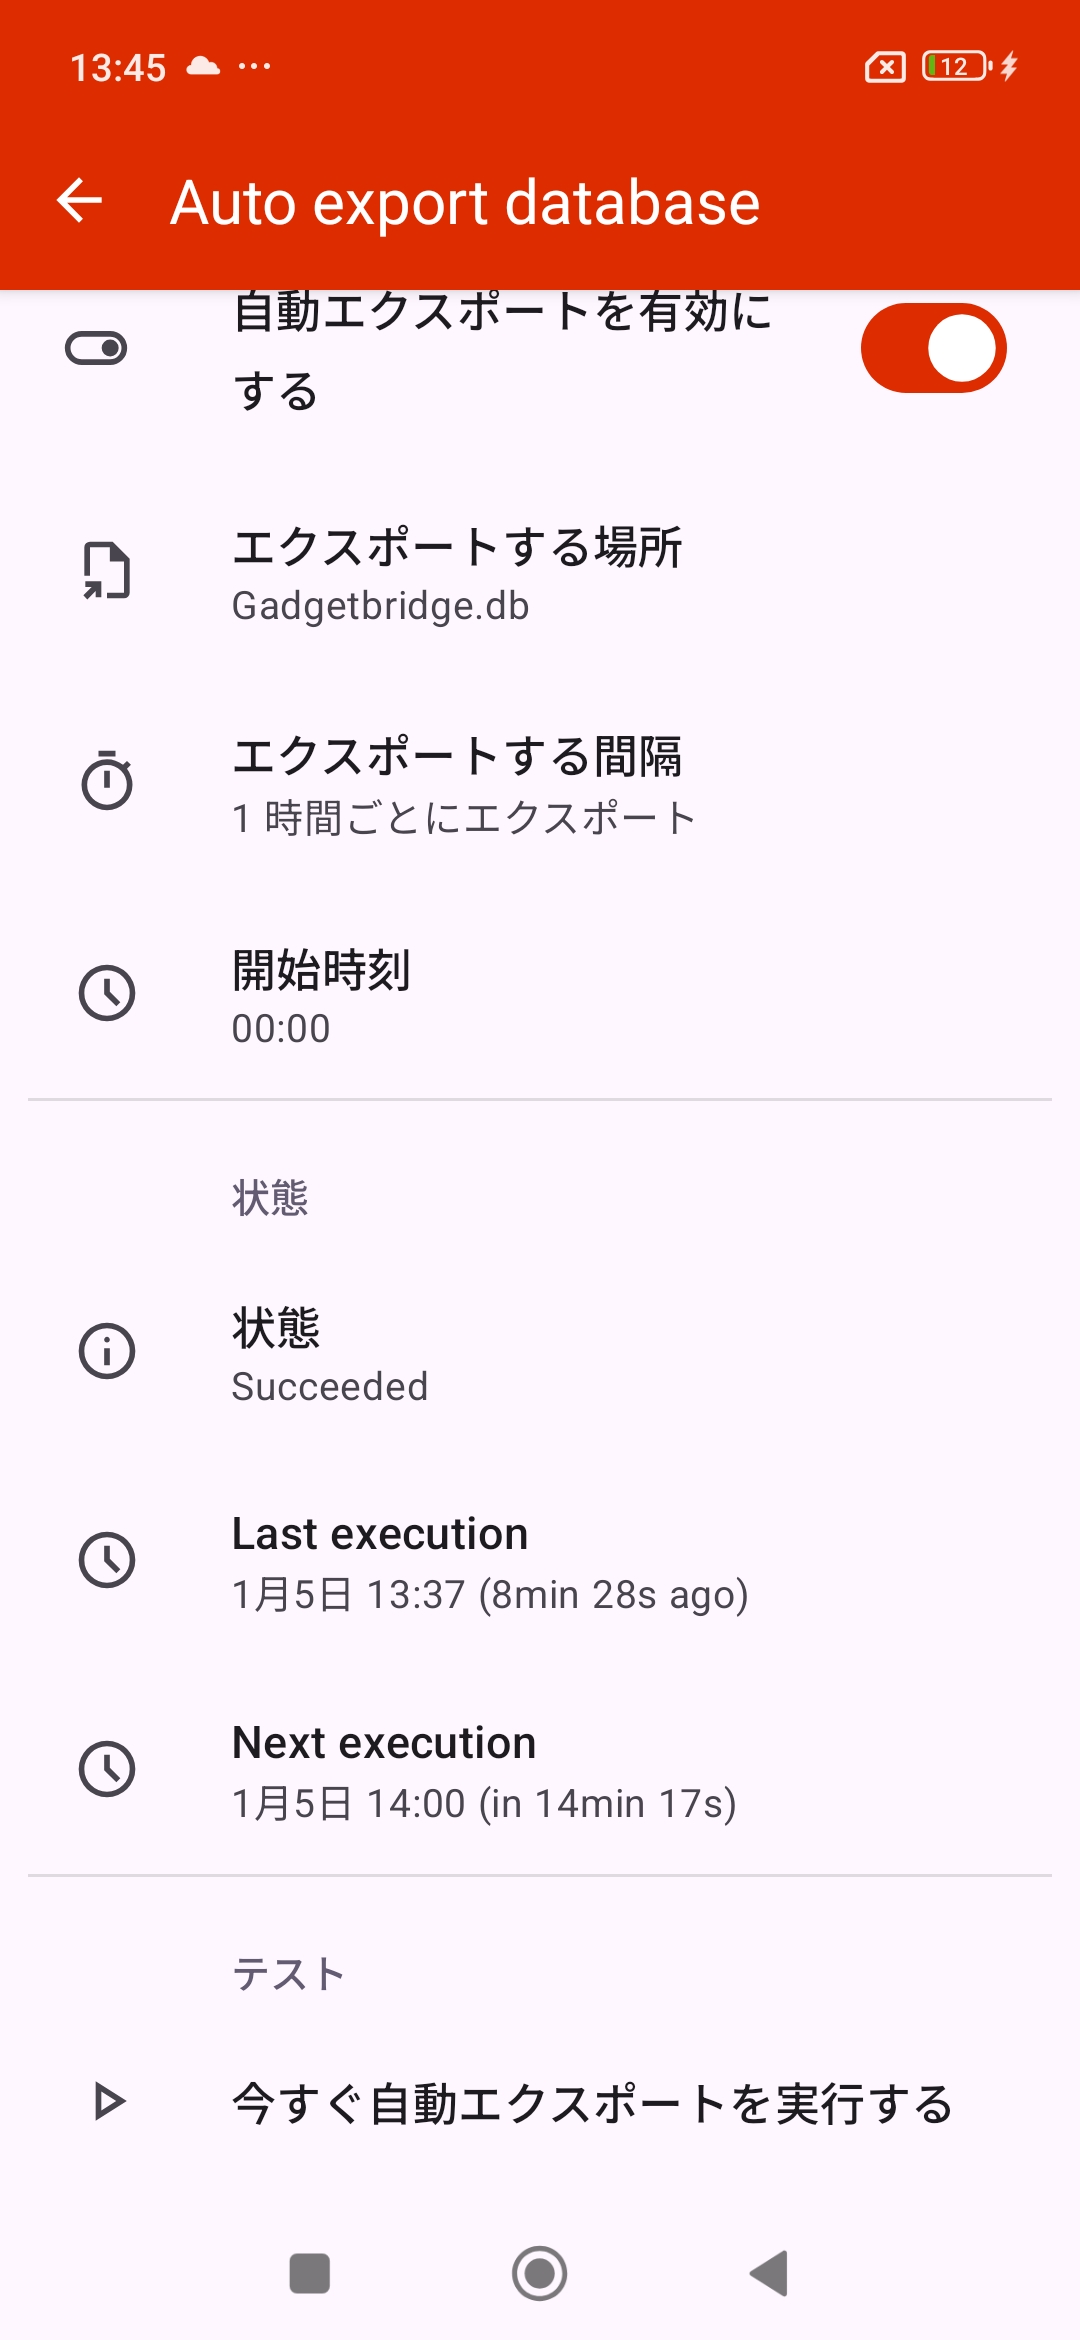 13:45
12
Auto export database
自動エクスポートを有効に
する
エクスポートする場所
Gadgetbridge.db
エクスポートする間隔
1 時間ごとにエクスポート
開始時刻
00:00
状態
状態
Succeeded
Last execution
1月5日 13:37 (8min 28s ago)
Next execution
1月5日 14:00 (in 14min 17s)
テスト
今すぐ自動エクスポートを実行する